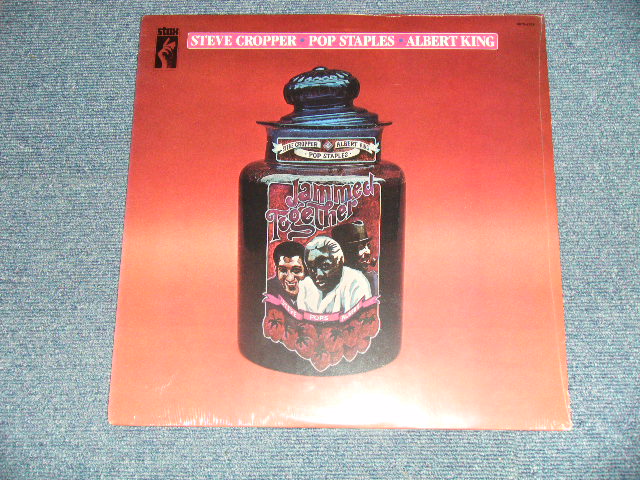 stax
STEVE CROPPER • POP STAPLES • ALBERT KING
STEVE CROPPER ALBERT KING
POP STAPLES
Jammed
Together
POPS